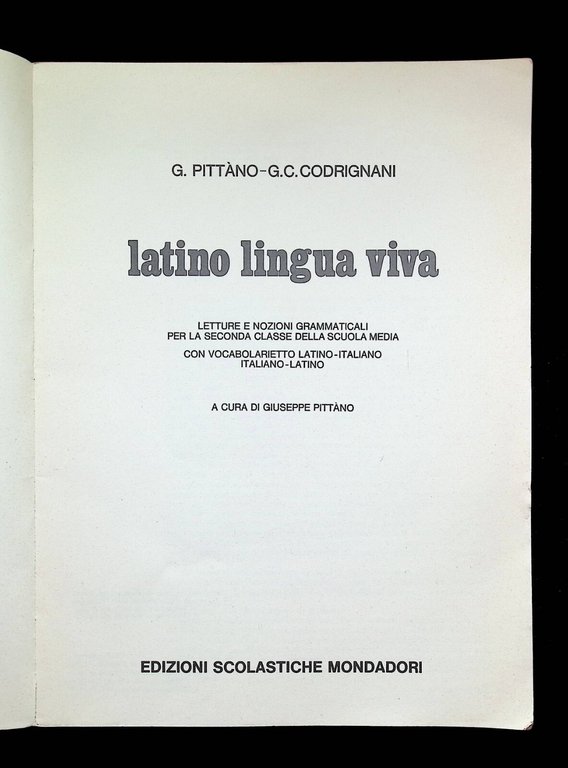 G. PITTÀNO-G.C.CODRIGNANI
latino lingua viva
LETTURE E NOZIONI GRAMMATICALI
PER LA SECONDA CLASSE DELLA SCUOLA MEDIA
CON VOCABOLARIETTO LATINO-ITALIANO
ITALIANO-LATINO
A CURA DI GIUSEPPE PITTÀNO
EDIZIONI SCOLASTICHE MONDADORI